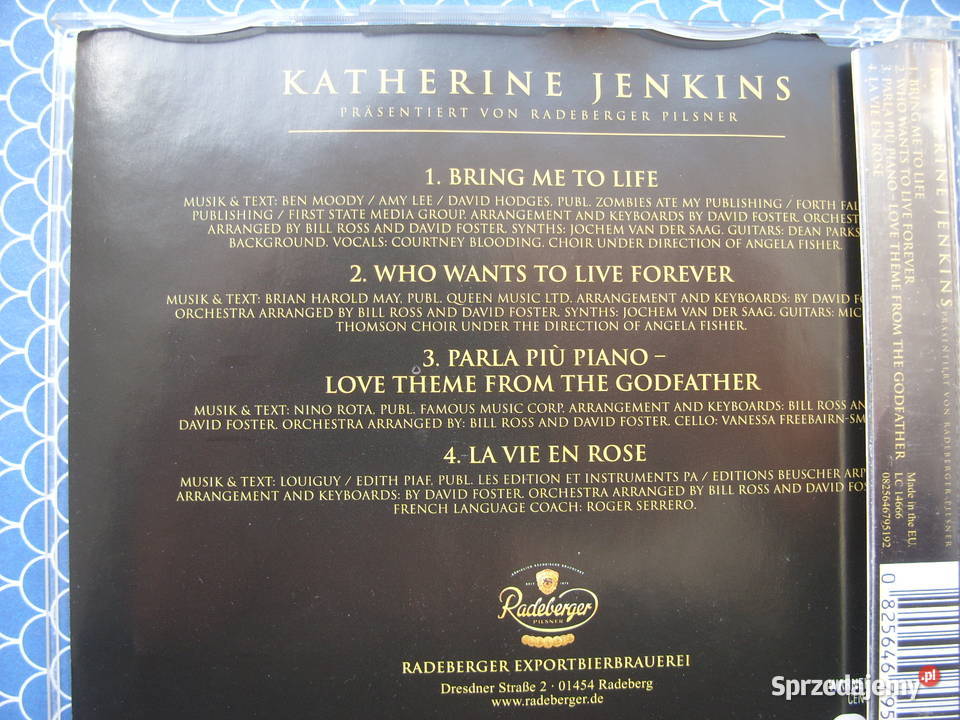 KATHERINE JENKINS
PRÄSENTIERT VON RADEBERGER PILSNER
1. BRING ME TO LIFE
MUSIK & TEXT: BEN MOODY / AMY LEE / DAVID HODGES, PUBL. ZOMBIES ATE MY PUBLISHING / FORTH FAL
PUBLISHING / FIRST STATE MEDIA GROUP. ARRANGEMENT AND KEYBOARDS BY DAVID FOSTER. ORCHEST
ARRANGED BY BILL ROSS AND DAVID FOSTER. SYNTHS: JOCHEM VAN DER SAAG. GUITARS: DEAN PARKS
BACKGROUND. VOCALS: COURTNEY BLOODING. CHOIR UNDER DIRECTION OF ANGELA FISHER.
2. WHO WANTS TO LIVE FOREVER
MUSIK & TEXT: BRIAN HAROLD MAY, PUBL. QUEEN MUSIC LTD. ARRANGEMENT AND KEYBOARDS: BY DAVID FO
ORCHESTRA ARRANGED BY BILL ROSS AND DAVID FOSTER. SYNTHS: JOCHEM VAN DER SAAG. GUITARS: MIC
THOMSON CHOIR UNDER THE DIRECTION OF ANGELA FISHER.
3. PARLA PIÙ PIANO –
LOVE THEME FROM THE GODFATHER
MUSIK & TEXT: NINO ROTA, PUBL. FAMOUS MUSIC CORP. ARRANGEMENT AND KEYBOARDS: BILL ROSS AN
DAVID FOSTER. ORCHESTRA ARRANGED BY: BILL ROSS AND DAVID FOSTER. CELLO: VANESSA FREEBAIRN-SM
4. LA VIE EN ROSE
MUSIK & TEXT: LOUIGUY / EDITH PIAF, PUBL. LES EDITION ET INSTRUMENTS PA / EDITIONS BEUSCHER ARP
ARRANGEMENT AND KEYBOARDS: BY DAVID FOSTER. ORCHESTRA ARRANGED BY BILL ROSS AND DAVID FOS
FRENCH LANGUAGE COACH: ROGER SERRERO.
Radeberger
PILSNER
RADEBERGER EXPORTBIERBRAUEREI
Dresdner Straße 2 · 01454 Radeberg
www.radeberger.de
RINE JENKINS PRÄSENTIERT VON RADEBERGER PILSNER
1. BRING ME TO LIFE
2. WHO WANTS TO LIVE FOREVER
3. PARLA PIÙ PIANO – LOVE THEME FROM THE GODFATHER
4. LA VIE EN ROSE
Made in the EU.
LC 14666
0825646795192
0 825646 795
Sprzedajemy.pl